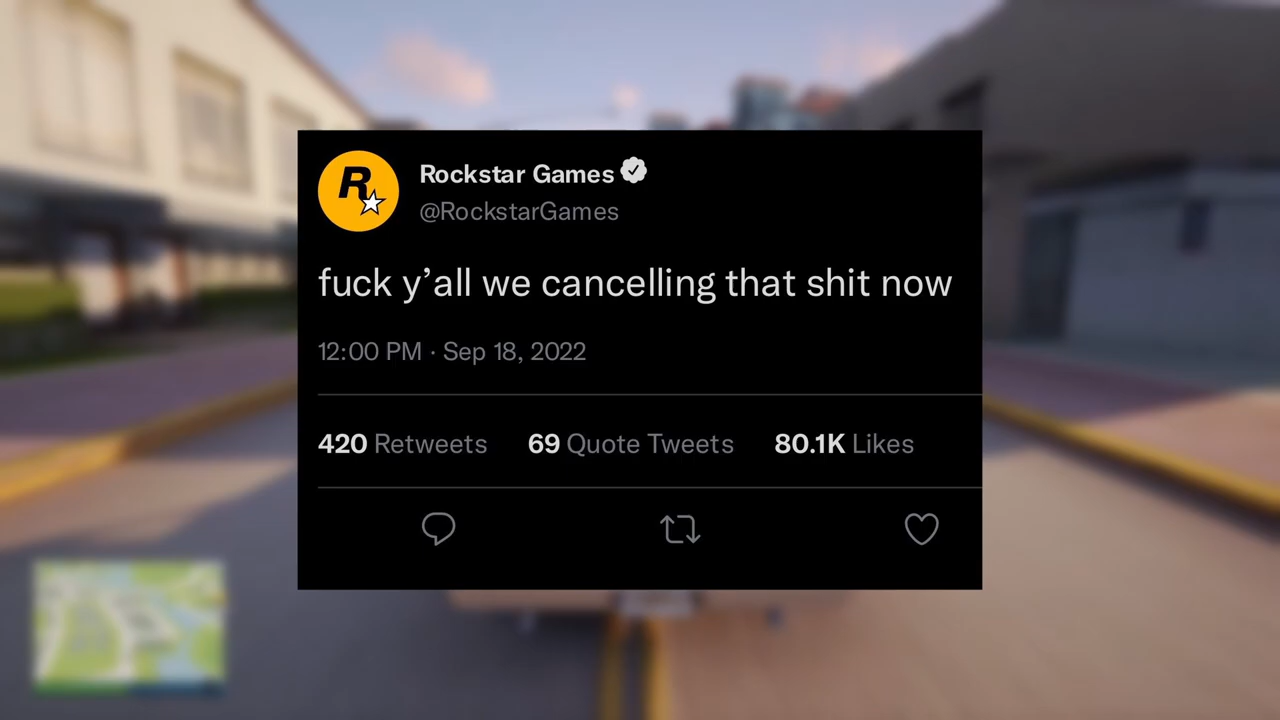 R
Rockstar Games
@RockstarGames
fuck y’all we cancelling that shit now
12:00 PM · Sep 18, 2022
420 Retweets 69 Quote Tweets 80.1K Likes